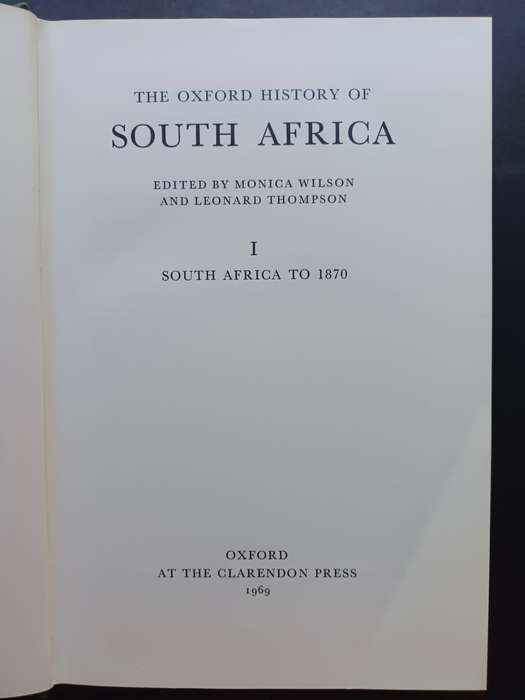 THE OXFORD HISTORY OF
SOUTH AFRICA
EDITED BY MONICA WILSON
AND LEONARD THOMPSON
I
SOUTH AFRICA TO 1870
OXFORD
AT THE CLARENDON PRESS
1969